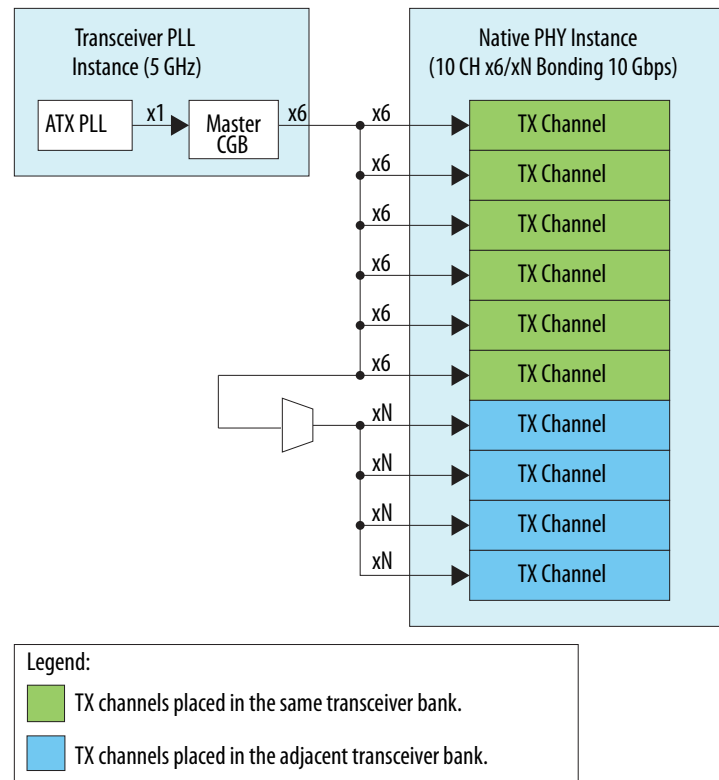 Transceiver PLL
Instance (5 GHz)
ATX PLL
x1
Master
CGB
x6
Native PHY Instance
(10 CH x6/xN Bonding 10 Gbps)
x6
TX Channel
x6
TX Channel
x6
TX Channel
x6
TX Channel
x6
TX Channel
x6
TX Channel
xN
TX Channel
xN
TX Channel
xN
TX Channel
xN
TX Channel
Legend:
TX channels placed in the same transceiver bank.
TX channels placed in the adjacent transceiver bank.